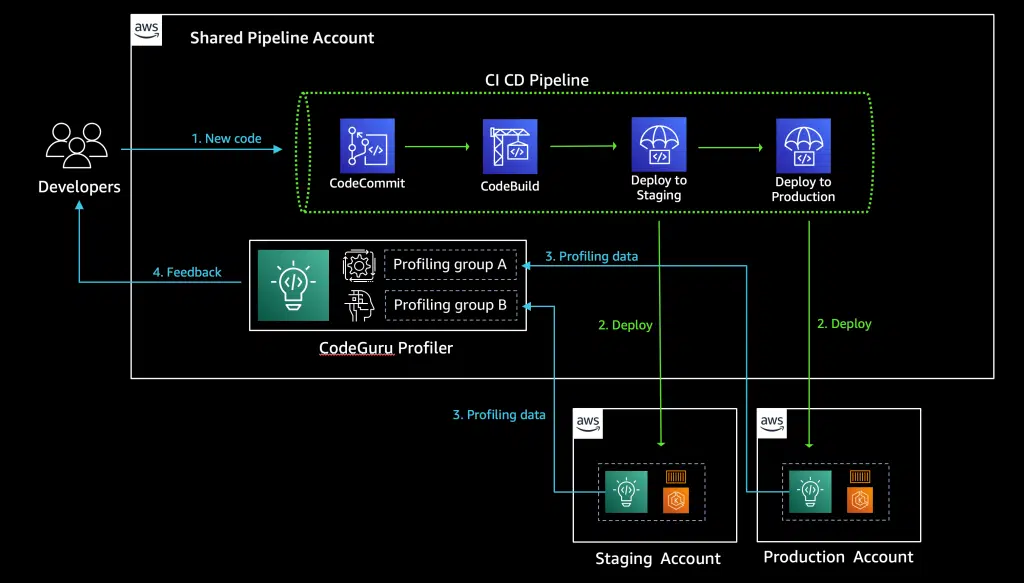 aws
Shared Pipeline Account
CI CD Pipeline
1. New code
Developers
CodeCommit
CodeBuild
Deploy to
Staging
Deploy to
Production
Profiling group A
Profiling group B
CodeGuru Profiler
3. Profiling data
4. Feedback
2. Deploy
2. Deploy
3. Profiling data
aws
aws
Staging Account
Production Account